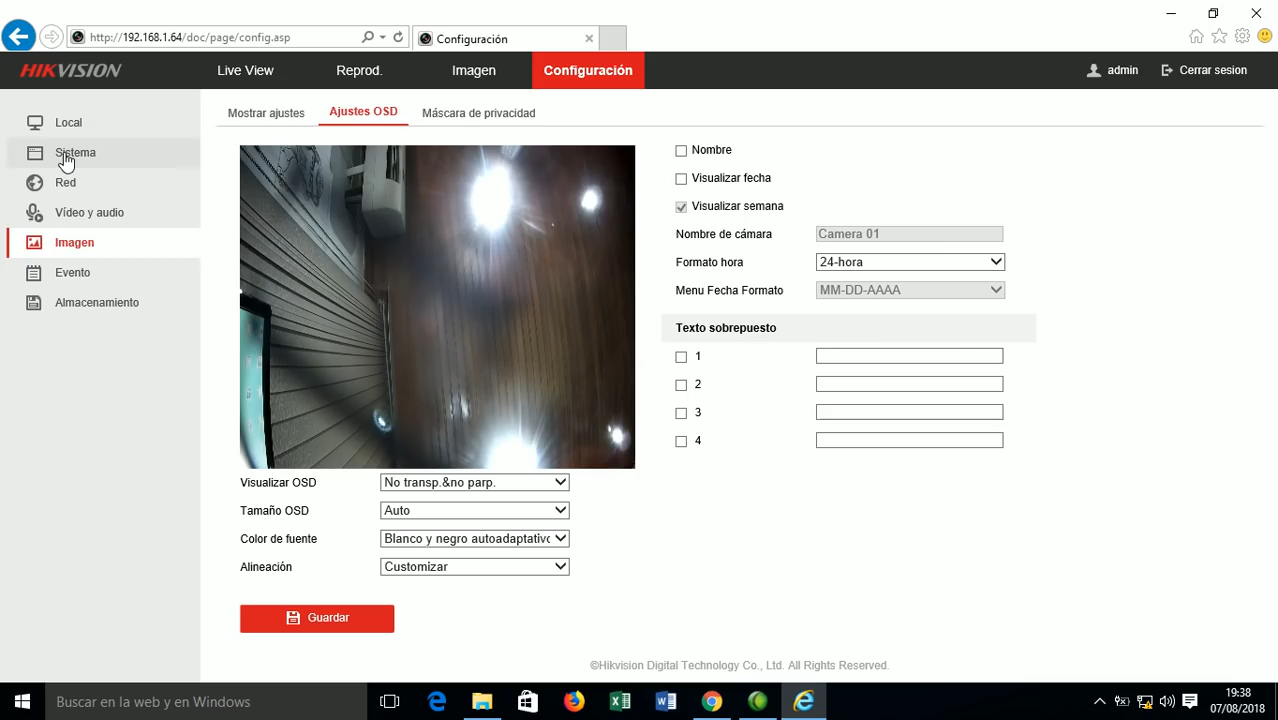 http://192.168.1.64/doc/page/config.asp
Configuración
HIKVISION
Live View
Reprod.
Imagen
Configuración
admin
Cerrar sesion
Local
Sistema
Red
Vídeo y audio
Imagen
Evento
Almacenamiento
Mostrar ajustes
Ajustes OSD
Máscara de privacidad
Nombre
Visualizar fecha
Visualizar semana
Nombre de cámara
Camera 01
Formato hora
24-hora
Menu Fecha Formato
MM-DD-AAAA
Texto sobrepuesto
1
2
3
4
Visualizar OSD
No transp.&no parp.
Tamaño OSD
Auto
Color de fuente
Blanco y negro autoadaptativo
Alineación
Customizar
Guardar
©Hikvision Digital Technology Co., Ltd. All Rights Reserved.
Buscar en la web y en Windows
19:38
07/08/2018